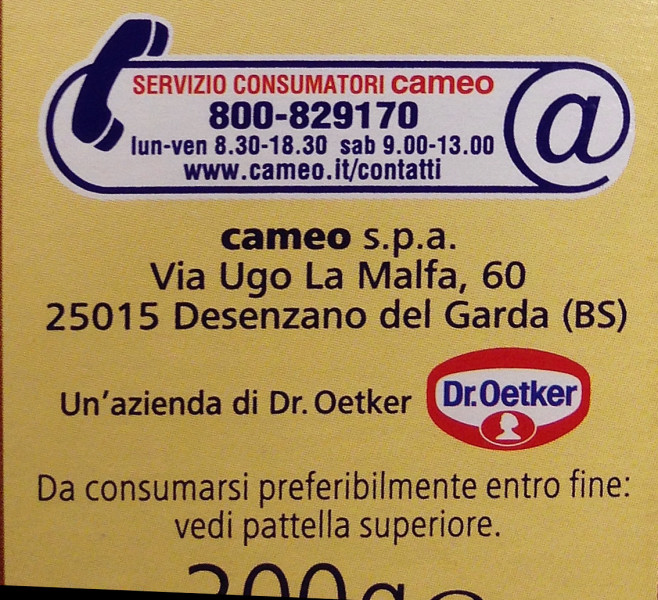 SERVIZIO CONSUMATORI cameo
800-829170
lun-ven 8.30-18.30 sab 9.00-13.00
www.cameo.it/contatti
@
cameo s.p.a.
Via Ugo La Malfa, 60
25015 Desenzano del Garda (BS)
Un'azienda di Dr. Oetker
Dr. Oetker
Da consumarsi preferibilmente entro fine:
vedi pattella superiore.
200g